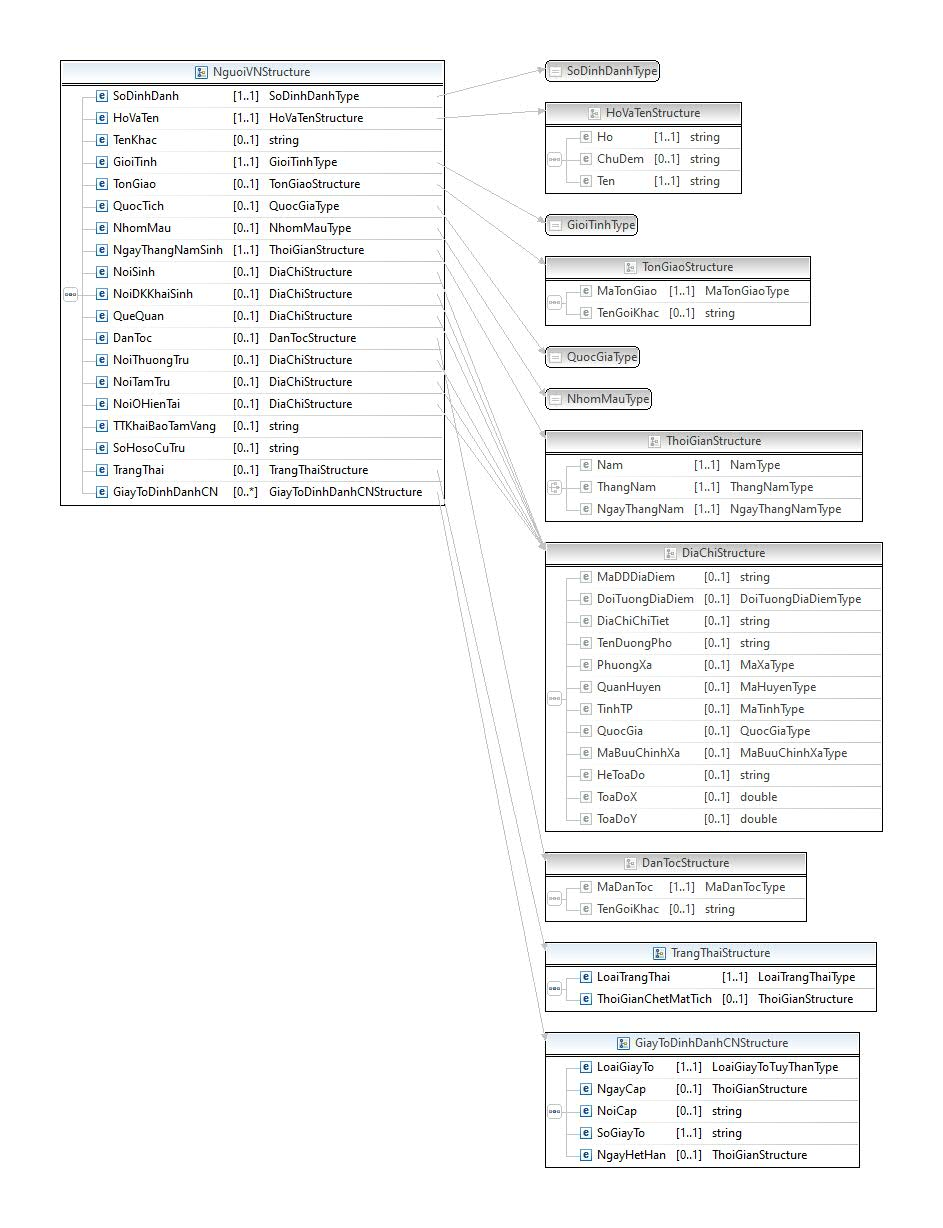 NguoiVNStructure
SoDinhDanh [1..1] SoDinhDanhType
HoVaTen [1..1] HoVaTenStructure
TenKhac [0..1] string
GioiTinh [1..1] GioiTinhType
TonGiao [0..1] TonGiaoStructure
QuocTich [0..1] QuocGiaType
NhomMau [0..1] NhomMauType
NgayThangNamSinh [1..1] ThoiGianStructure
NoiSinh [0..1] DiaChiStructure
NoiDKKhaiSinh [0..1] DiaChiStructure
QueQuan [0..1] DiaChiStructure
DanToc [0..1] DanTocStructure
NoiThuongTru [0..1] DiaChiStructure
NoiTamTru [0..1] DiaChiStructure
NoiOHienTai [0..1] DiaChiStructure
TTKhaiBaoTamVang [0..1] string
SoHosoCuTru [0..1] string
TrangThai [0..1] TrangThaiStructure
GiayToDinhDanhCN [0..*] GiayToDinhDanhCNStructure
SoDinhDanhType
HoVaTenStructure
Ho [1..1] string
ChuDem [0..1] string
Ten [1..1] string
GioiTinhType
TonGiaoStructure
MaTonGiao [1..1] MaTonGiaoType
TenGoiKhac [0..1] string
QuocGiaType
NhomMauType
ThoiGianStructure
Nam [1..1] NamType
ThangNam [1..1] ThangNamType
NgayThangNam [1..1] NgayThangNamType
DiaChiStructure
MaDDDiaDiem [0..1] string
DoiTuongDiaDiem [0..1] DoiTuongDiaDiemType
DiaChiChiTiet [0..1] string
TenDuongPho [0..1] string
PhuongXa [0..1] MaXaType
QuanHuyen [0..1] MaHuyenType
TinhTP [0..1] MaTinhType
QuocGia [0..1] QuocGiaType
MaBuuChinhXa [0..1] MaBuuChinhXaType
HeToaDo [0..1] string
ToaDoX [0..1] double
ToaDoY [0..1] double
DanTocStructure
MaDanToc [1..1] MaDanTocType
TenGoiKhac [0..1] string
TrangThaiStructure
LoaiTrangThai [1..1] LoaiTrangThaiType
ThoiGianChetMatTich [0..1] ThoiGianStructure
GiayToDinhDanhCNStructure
LoaiGiayTo [1..1] LoaiGiayToTuyThanType
NgayCap [0..1] ThoiGianStructure
NoiCap [0..1] string
SoGiayTo [1..1] string
NgayHetHan [0..1] ThoiGianStructure